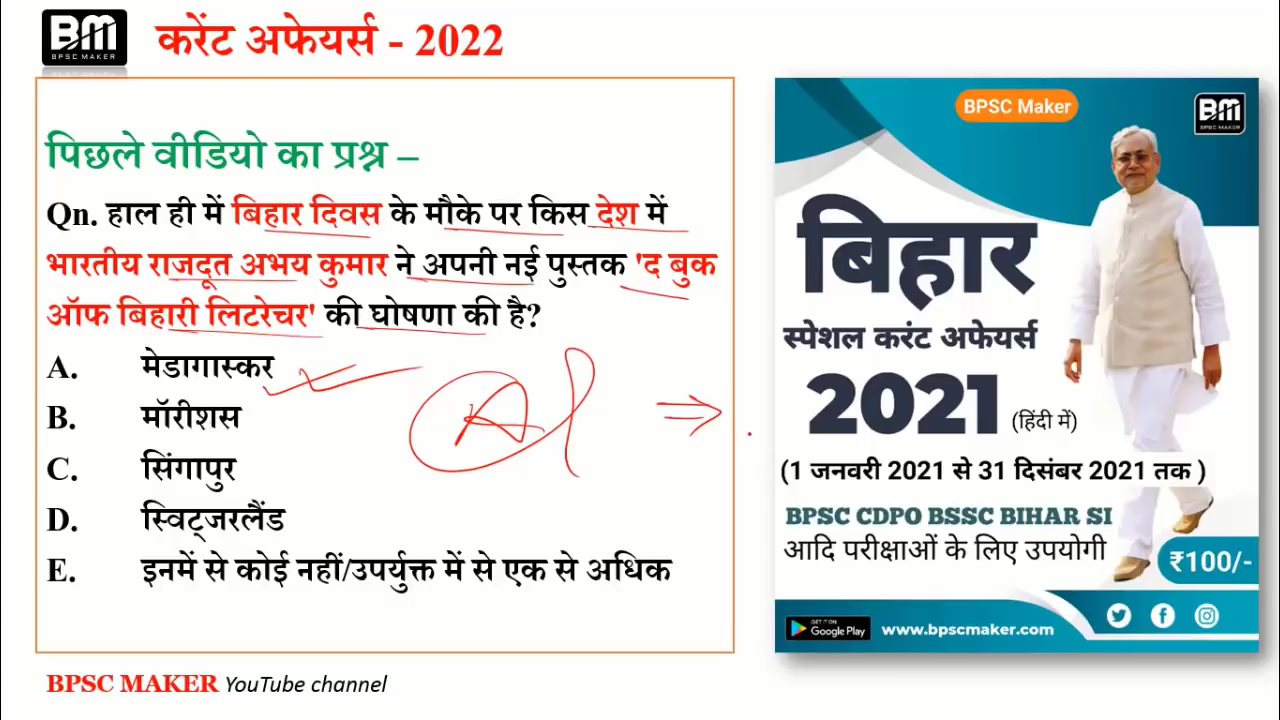 BM
BPSC MAKER
करेंट अफेयर्स - 2022
पिछले वीडियो का प्रश्न –
Qn. हाल ही में बिहार दिवस के मौके पर किस देश में
भारतीय राजदूत अभय कुमार ने अपनी नई पुस्तक 'द बुक
ऑफ बिहारी लिटरेचर' की घोषणा की है?
A. मेडागास्कर
B. मॉरीशस
C. सिंगापुर
D. स्विट्जरलैंड
E. इनमें से कोई नहीं/उपर्युक्त में से एक से अधिक
A
BPSC MAKER YouTube channel
BPSC Maker
BM
BPSC MAKER
बिहार
स्पेशल करंट अफेयर्स
2021 (हिंदी में)
(1 जनवरी 2021 से 31 दिसंबर 2021 तक )
BPSC CDPO BSSC BIHAR SI
आदि परीक्षाओं के लिए उपयोगी
₹100/-
GET IT ON
Google Play
www.bpscmaker.com